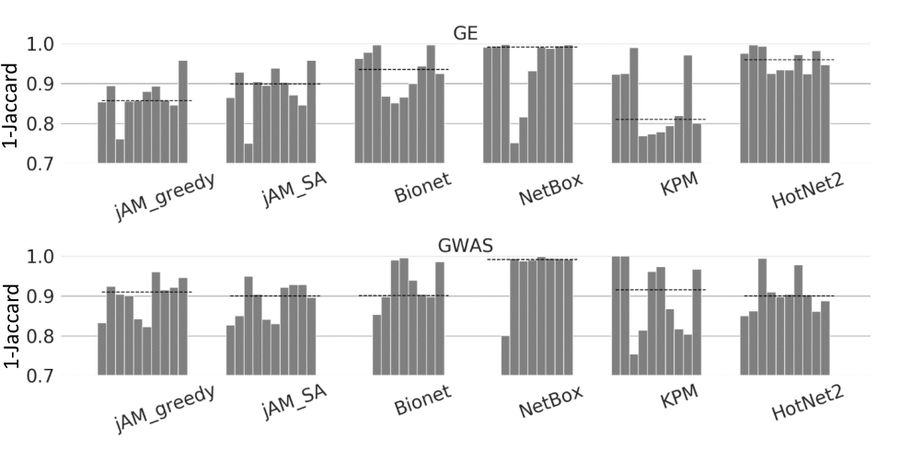 GE
1-Jaccard
1.0
0.9
0.8
0.7
jAM_greedy jAM_SA Bionet NetBox KPM HotNet2
GWAS
1-Jaccard
1.0
0.9
0.8
0.7
jAM_greedy jAM_SA Bionet NetBox KPM HotNet2